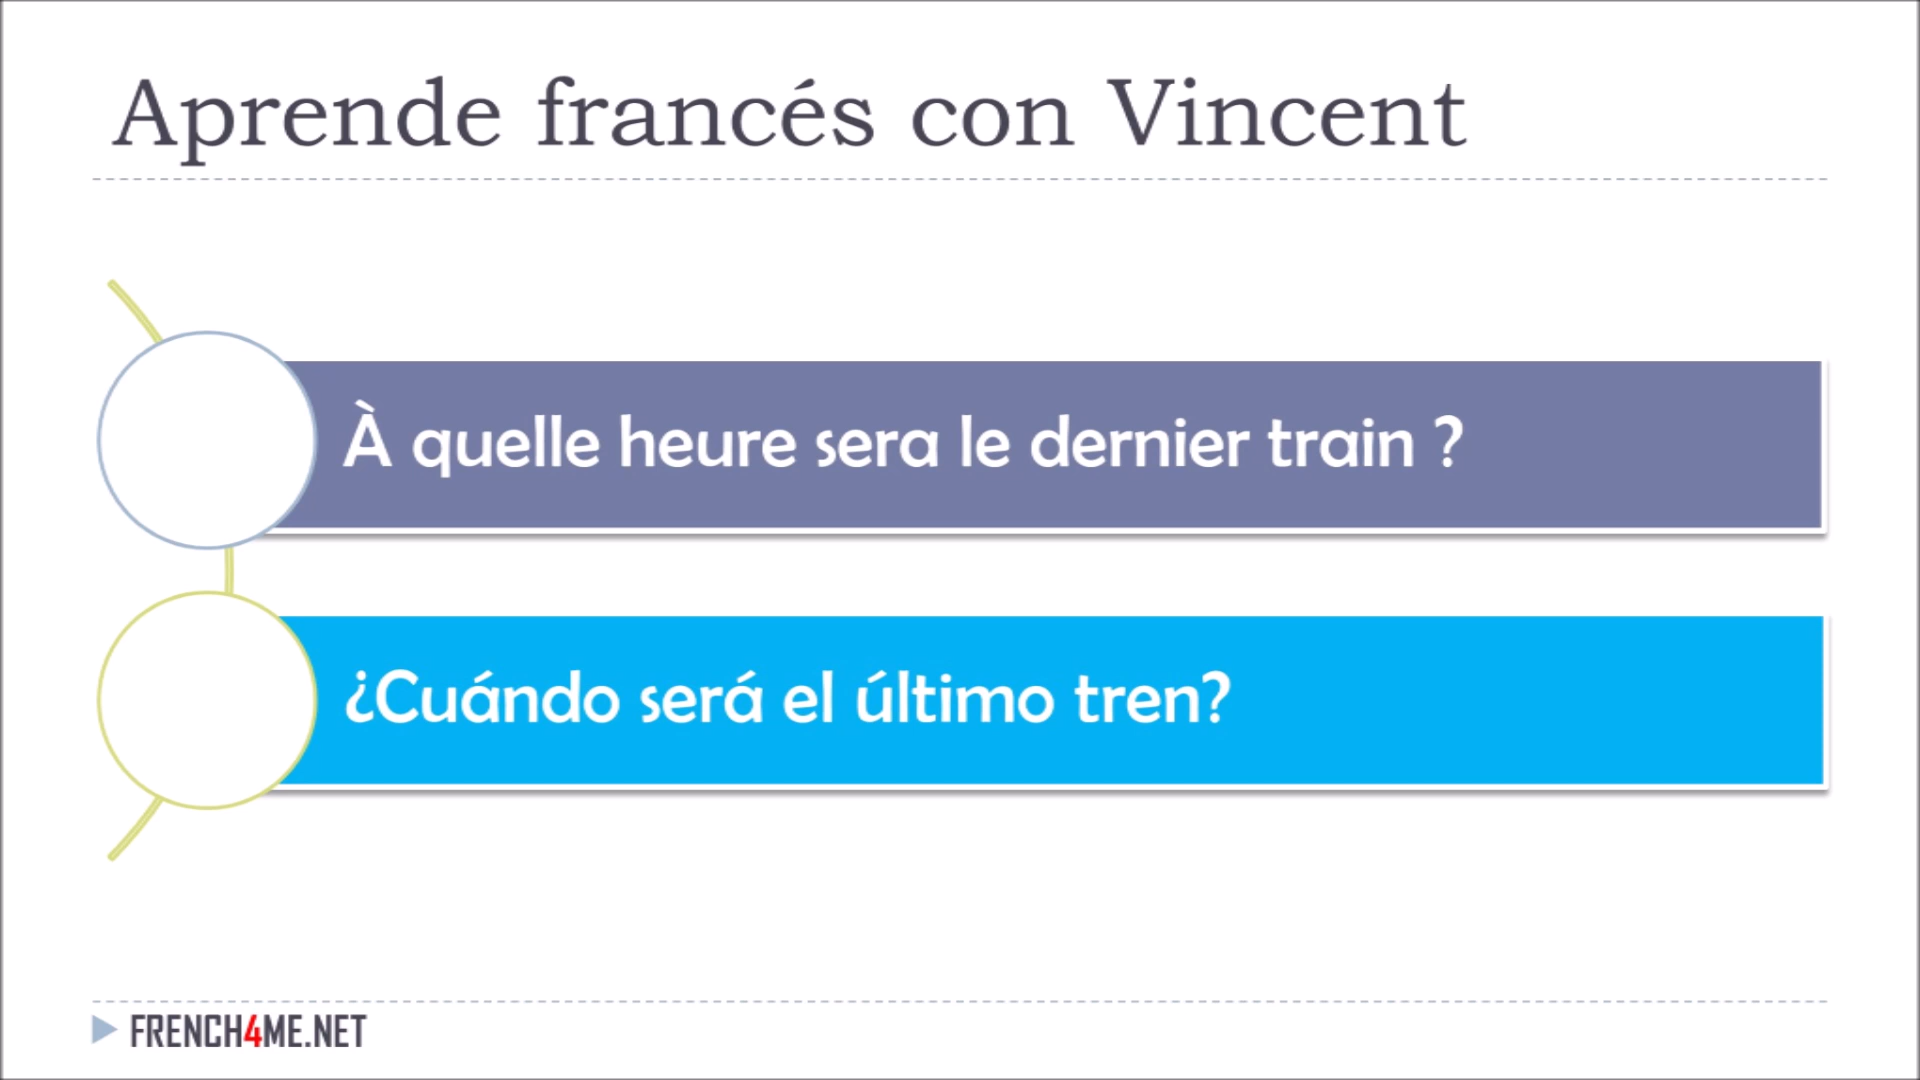 Aprende francés con Vincent
À quelle heure sera le dernier train ?
¿Cuándo será el último tren?
FRENCH4ME.NET